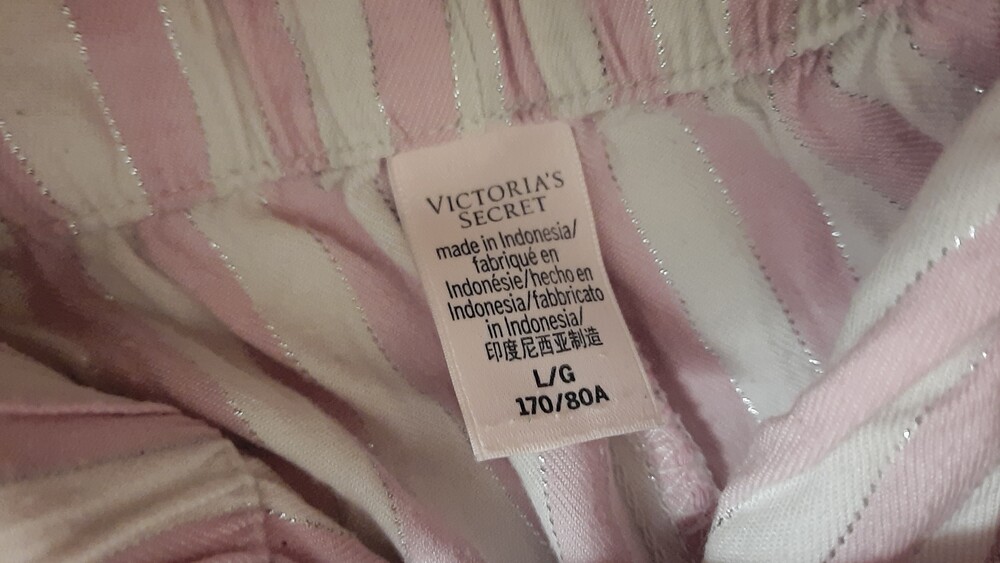 VICTORIA'S
SECRET
made in Indonesia/
fabriqué en
Indonésie/hecho en
Indonesia/fabbricato
in Indonesia/
印度尼西亚制造
L/G
170/80A